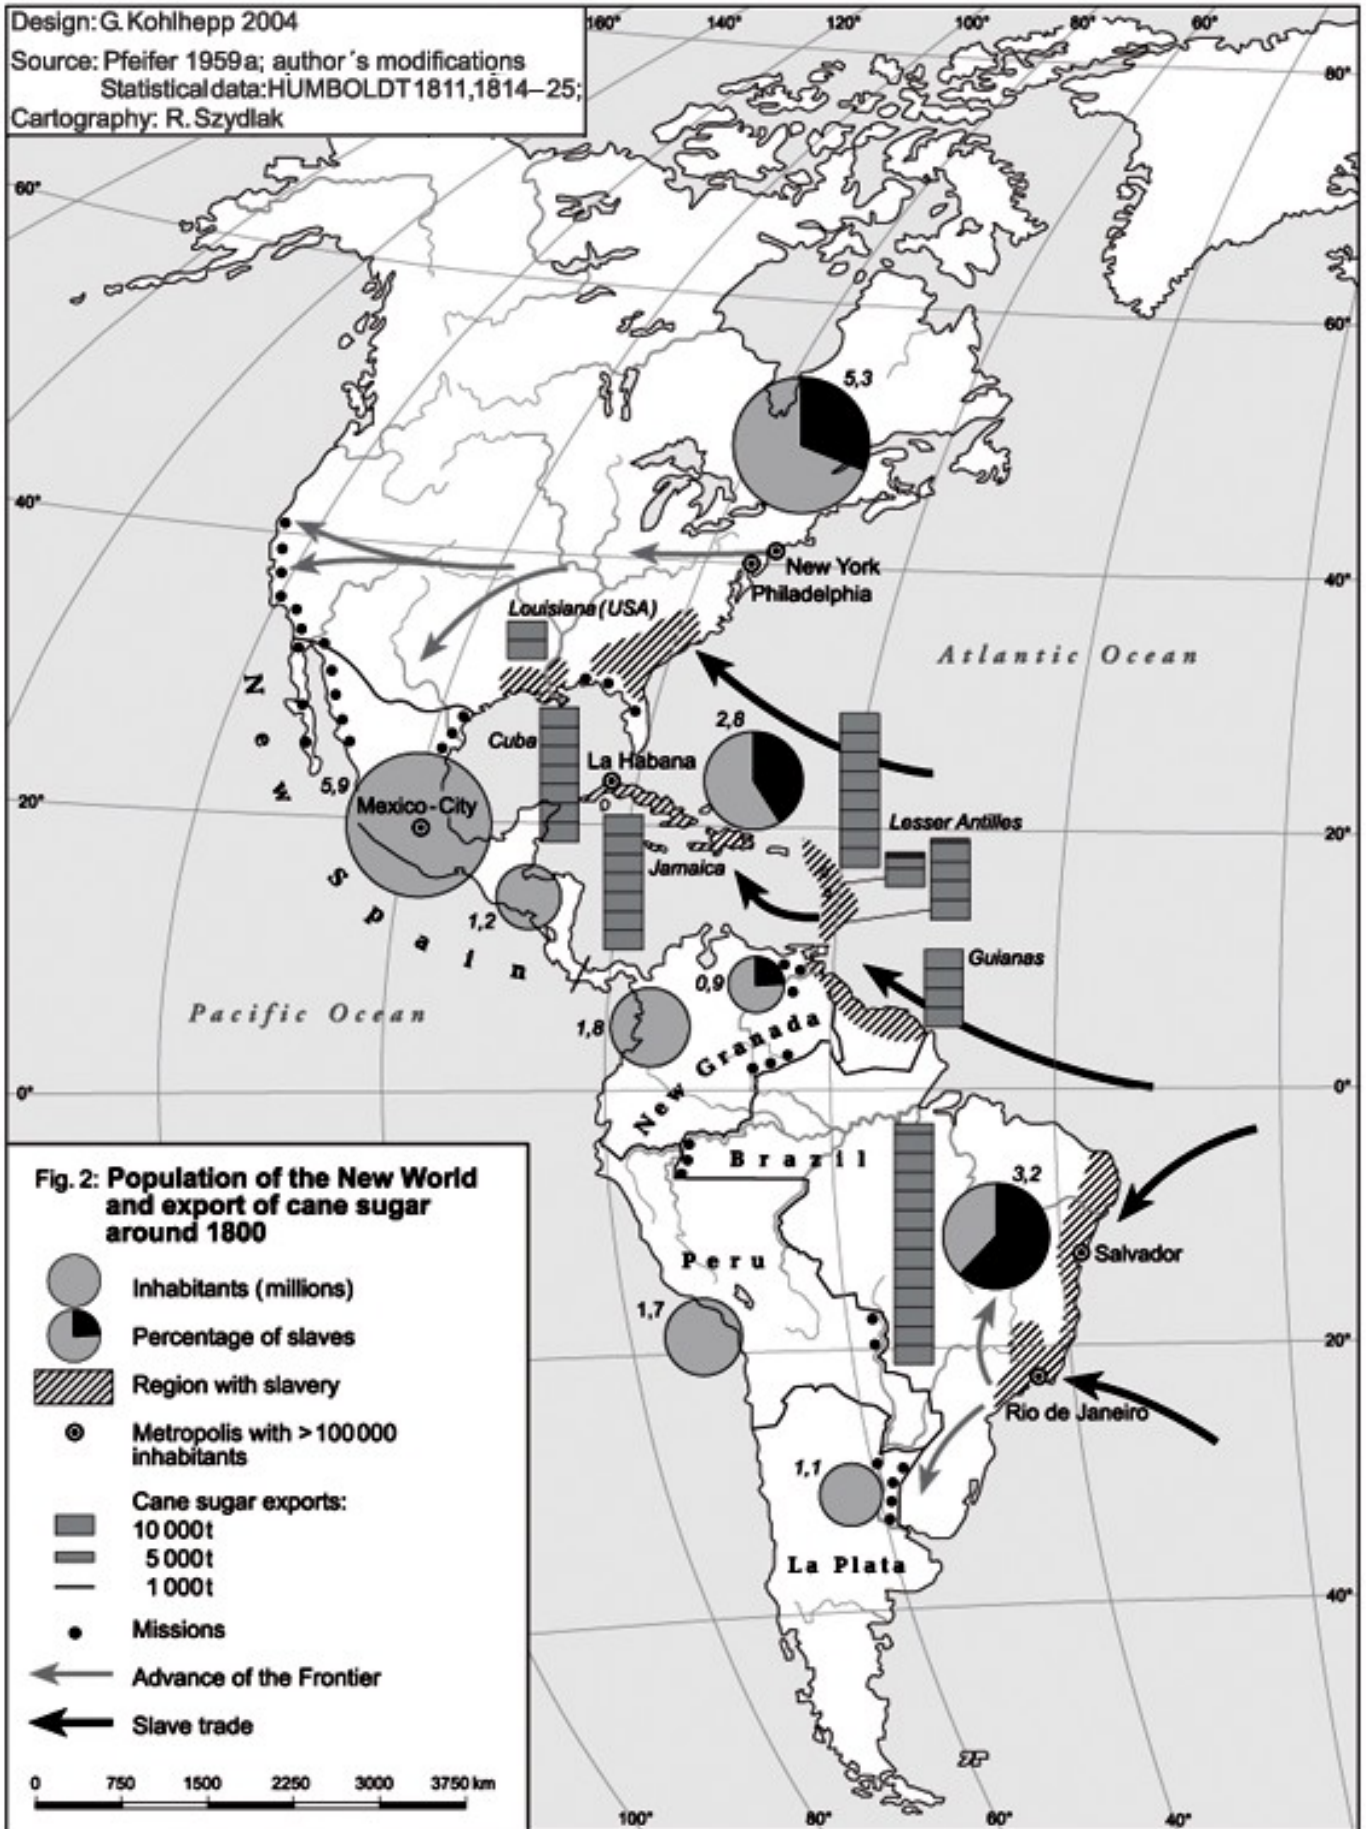 Design: G. Kohlhepp 2004
Source: Pfeifer 1959a; author´s modifications
Statistical data: HUMBOLDT 1811, 1814–25;
Cartography: R. Szydlak
160°
140°
120°
100°
80°
60°
80°
60°
60°
5,3
40°
New York
Philadelphia
40°
Louisiana (USA)
Atlantic Ocean
New Spain
2,8
Cuba
La Habana
5,9
Mexico-City
20°
20°
Lesser Antilles
Jamaica
1,2
Guianas
0,9
Pacific Ocean
1,8
New Granada
0°
0°
Brazil
3,2
Salvador
Peru
1,7
20°
Rio de Janeiro
1,1
La Plata
40°
Fig. 2: Population of the New World
and export of cane sugar
around 1800
Inhabitants (millions)
Percentage of slaves
Region with slavery
Metropolis with > 100 000
inhabitants
Cane sugar exports:
10 000 t
5 000 t
1 000 t
Missions
Advance of the Frontier
Slave trade
0 750 1500 2250 3000 3750 km
100° 80° 60° 40°